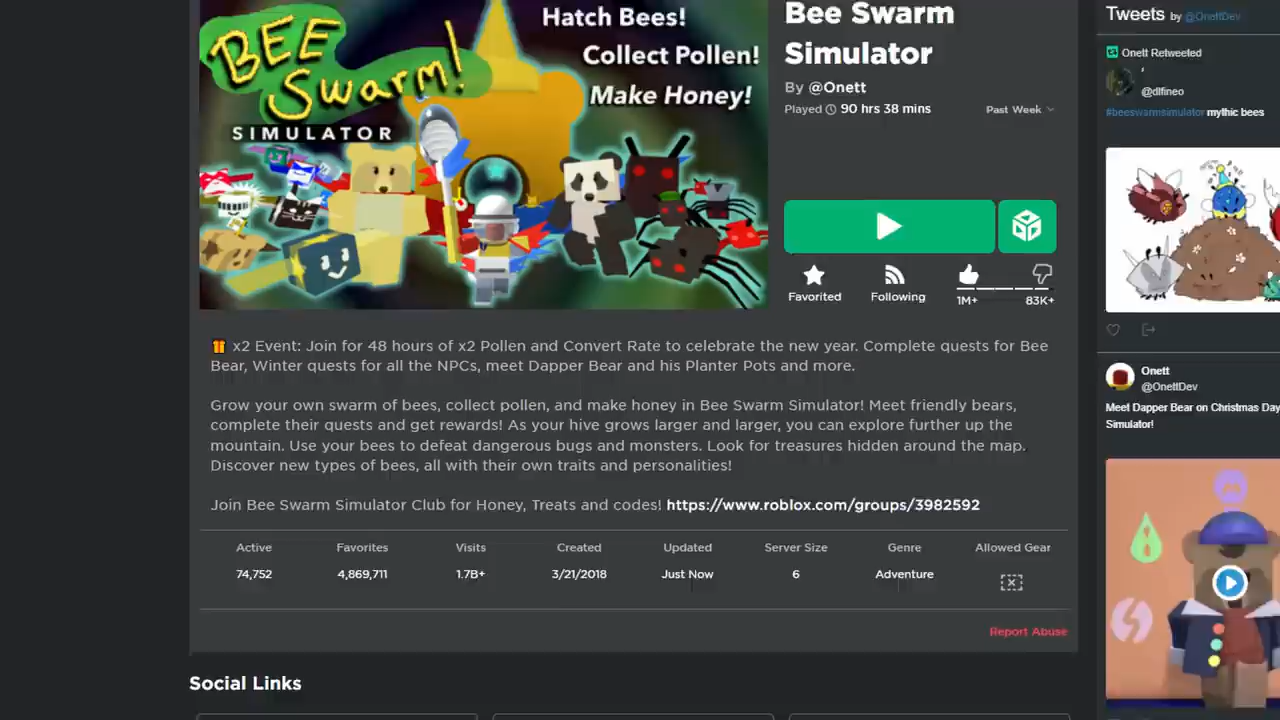 BEE
Swarm!
SIMULATOR
Hatch Bees!
Collect Pollen!
Make Honey!
Bee Swarm
Simulator
By @Onett
Played 90 hrs 38 mins
Past Week
Favorited
Following
1M+
83K+
x2 Event: Join for 48 hours of x2 Pollen and Convert Rate to celebrate the new year. Complete quests for Bee
Bear, Winter quests for all the NPCs, meet Dapper Bear and his Planter Pots and more.
Grow your own swarm of bees, collect pollen, and make honey in Bee Swarm Simulator! Meet friendly bears,
complete their quests and get rewards! As your hive grows larger and larger, you can explore further up the
mountain. Use your bees to defeat dangerous bugs and monsters. Look for treasures hidden around the map.
Discover new types of bees, all with their own traits and personalities!
Join Bee Swarm Simulator Club for Honey, Treats and codes! https://www.roblox.com/groups/3982592
Active Favorites Visits Created Updated Server Size Genre Allowed Gear
74,752 4,869,711 1.7B+ 3/21/2018 Just Now 6 Adventure
Report Abuse
Social Links
Tweets by @OnettDev
Onett Retweeted
@dlfineo
#beeswarmsimulator mythic bees
Onett
@OnettDev
Meet Dapper Bear on Christmas Day
Simulator!